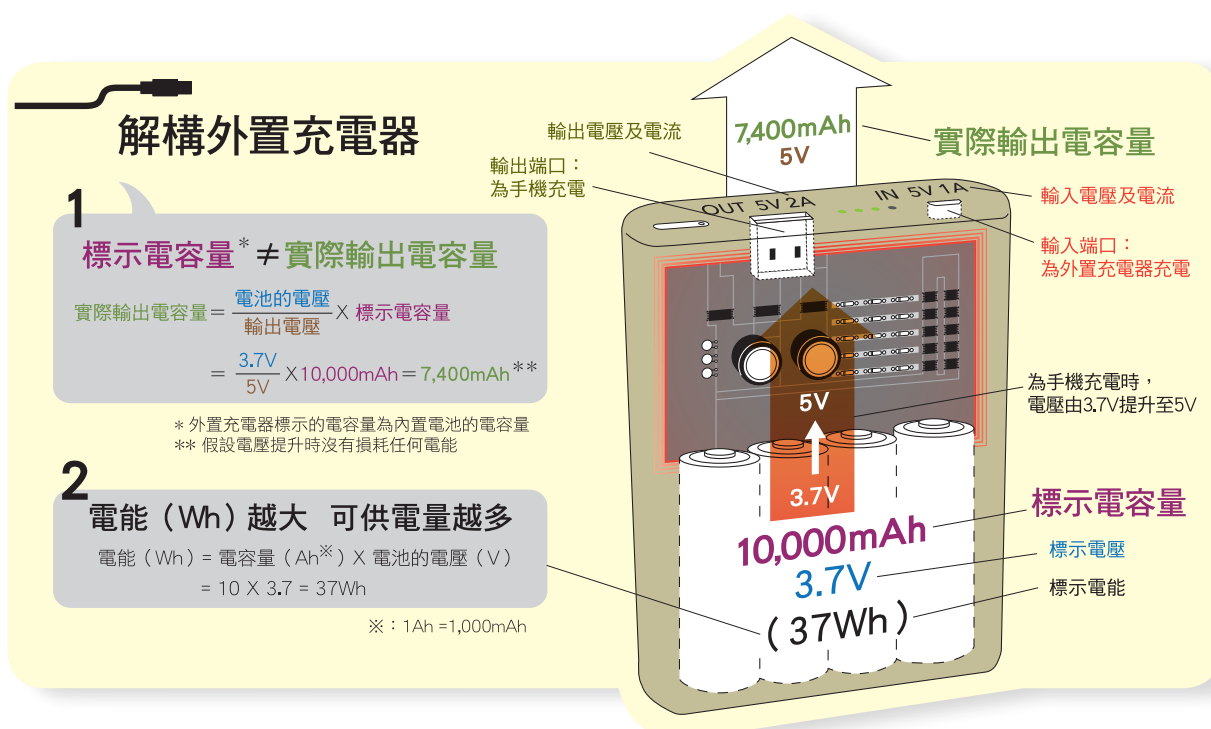 解構外置充電器
1
標示電容量* ≠ 實際輸出電容量
實際輸出電容量 = 電池的電壓 / 輸出電壓 X 標示電容量
= 3.7V / 5V X 10,000mAh = 7,400mAh**
* 外置充電器標示的電容量為內置電池的電容量
** 假設電壓提升時沒有損耗任何電能
2
電能（Wh）越大 可供電量越多
電能（Wh）= 電容量（Ah※）X 電池的電壓（V）
= 10 X 3.7 = 37Wh
※：1Ah =1,000mAh
7,400mAh
5V
實際輸出電容量
輸出電壓及電流
輸出端口：
為手機充電
OUT 5V 2A
IN 5V 1A
輸入電壓及電流
輸入端口：
為外置充電器充電
5V
3.7V
為手機充電時，
電壓由3.7V提升至5V
10,000mAh
標示電容量
3.7V
標示電壓
（37Wh）
標示電能